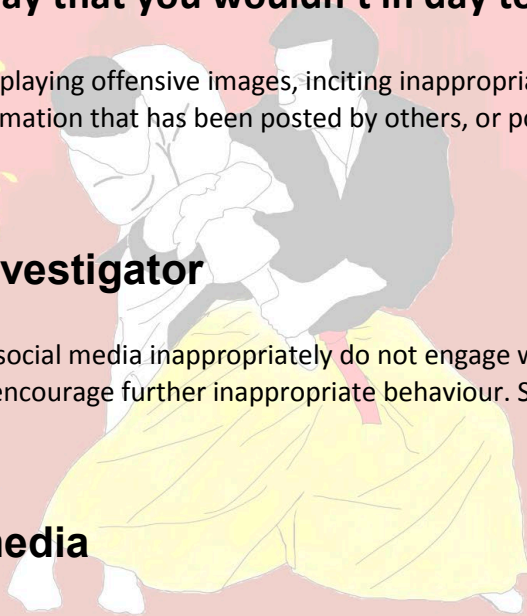 ay that you wouldn't in day to
playing offensive images, inciting inappropria
mation that has been posted by others, or po
vestigator
social media inappropriately do not engage w
encourage further inappropriate behaviour. S
nedia